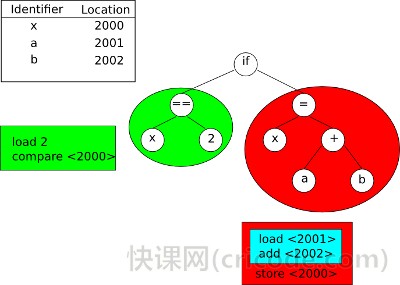 Identifier Location
x 2000
a 2001
b 2002
if
==
=
x
2
x
+
a
b
load 2
compare <2000>
load <2001>
add <2002>
store <2000>
快课网(cricode.com)